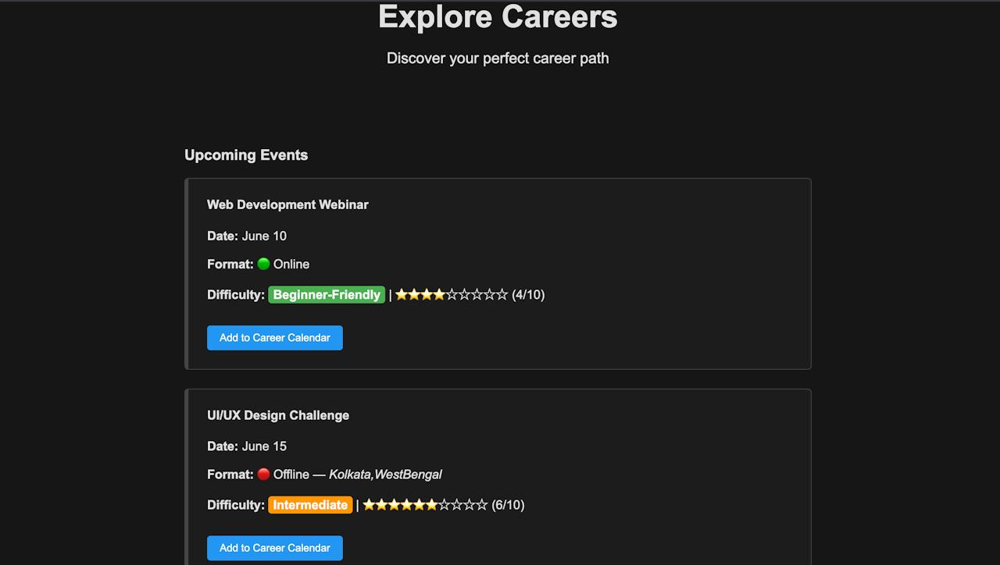 Explore Careers
Discover your perfect career path
Upcoming Events
Web Development Webinar
Date: June 10
Format: 🟢 Online
Difficulty: Beginner-Friendly | ⭐⭐⭐⭐☆☆☆☆☆ (4/10)
Add to Career Calendar
UI/UX Design Challenge
Date: June 15
Format: 🔴 Offline — Kolkata,WestBengal
Difficulty: Intermediate | ⭐⭐⭐⭐⭐⭐☆☆☆☆ (6/10)
Add to Career Calendar